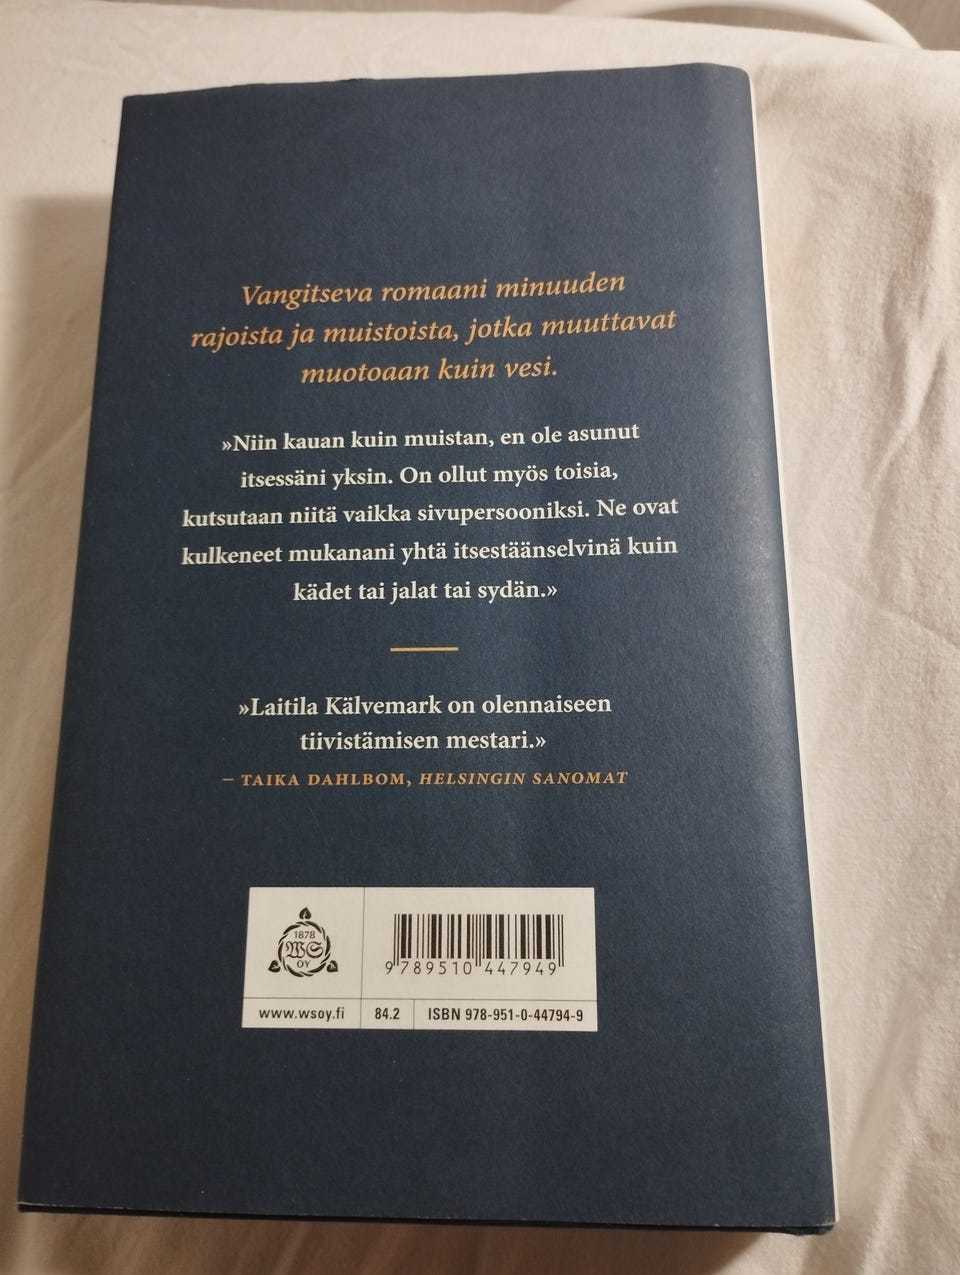 Vangitseva romaani minuuden
rajoista ja muistoista, jotka muuttavat
muotoaan kuin vesi.
»Niin kauan kuin muistan, en ole asunut
itsessäni yksin. On ollut myös toisia,
kutsutaan niitä vaikka sivupersooniksi. Ne ovat
kulkeneet mukanani yhtä itsestäänselvinä kuin
kädet tai jalat tai sydän.»
»Laitila Kälvemark on olennaiseen
tiivistämisen mestari.»
– TAIKA DAHLBOM, HELSINGIN SANOMAT
1878
WS
OY
9 789510 447949
www.wsoy.fi
84.2
ISBN 978-951-0-44794-9